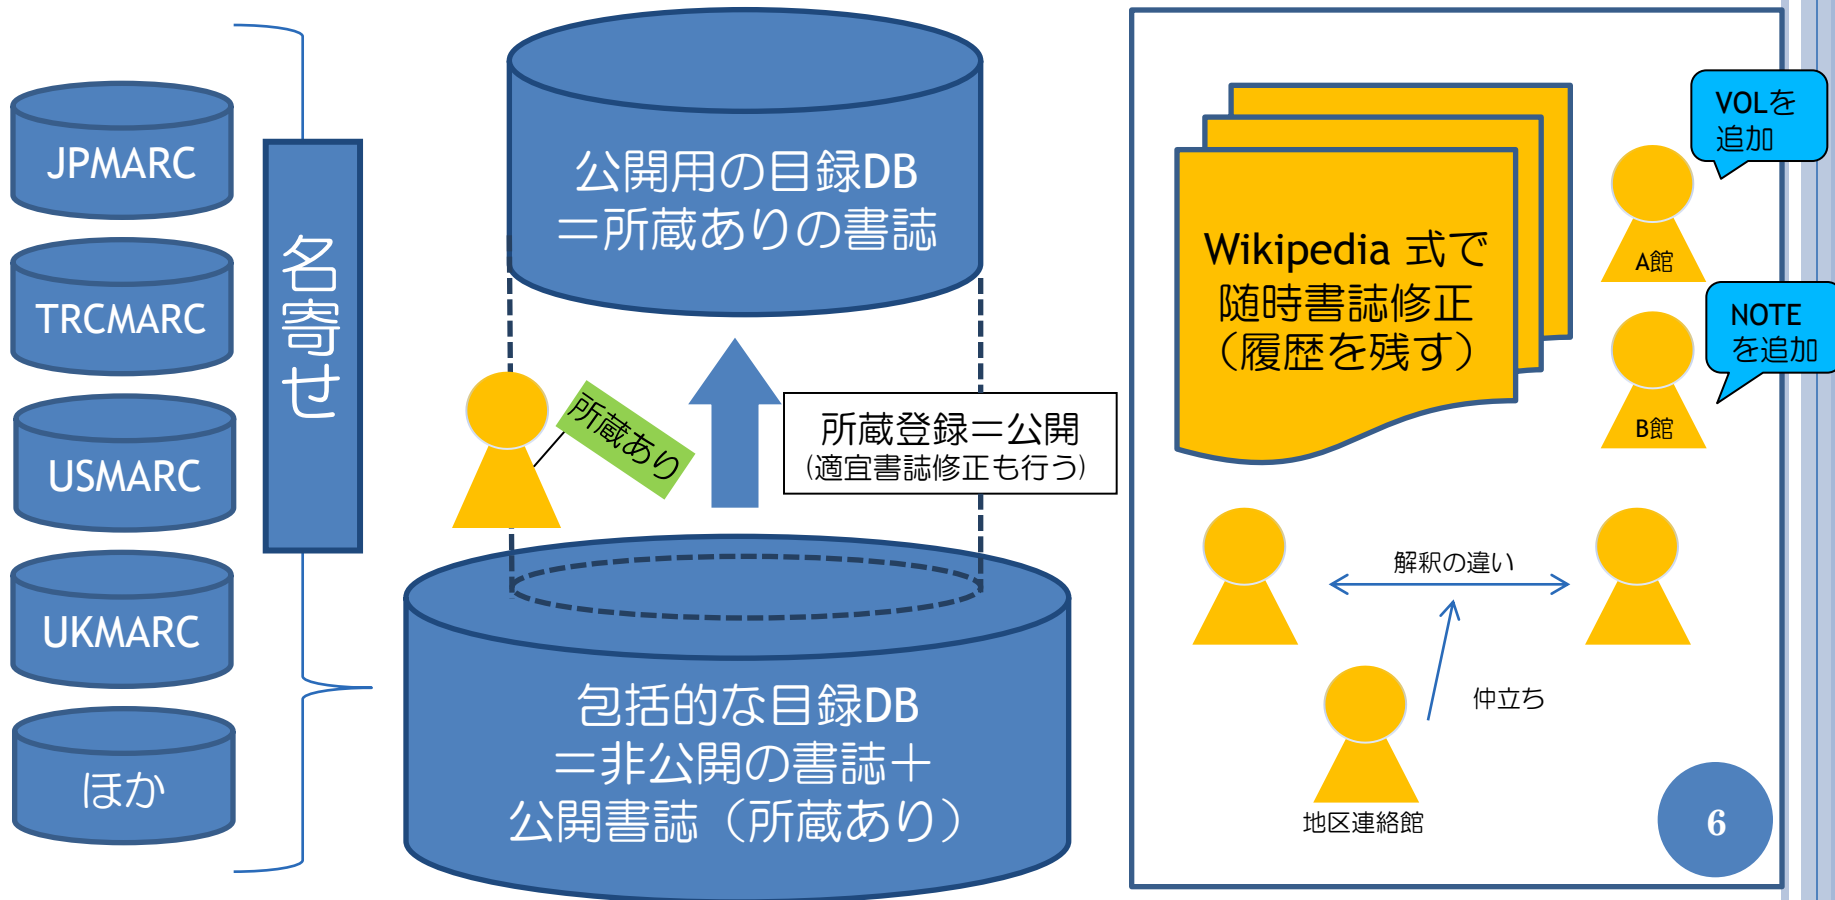 JPMARC
TRCMARC
USMARC
UKMARC
ほか
名寄せ
公開用の目録DB
＝所蔵ありの書誌
所蔵あり
所蔵登録＝公開
(適宜書誌修正も行う)
包括的な目録DB
＝非公開の書誌＋
公開書誌（所蔵あり）
Wikipedia 式で
随時書誌修正
（履歴を残す）
VOLを
追加
A館
NOTE
を追加
B館
解釈の違い
仲立ち
地区連絡館
6